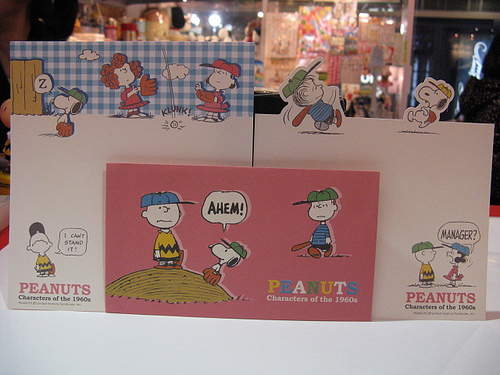 Z
KLUNK!
I CAN'T
STAND
IT!
PEANUTS
Characters of the 1960s
AHEM!
PEANUTS
Characters of the 1960s
MANAGER?
PEANUTS
Characters of the 1960s